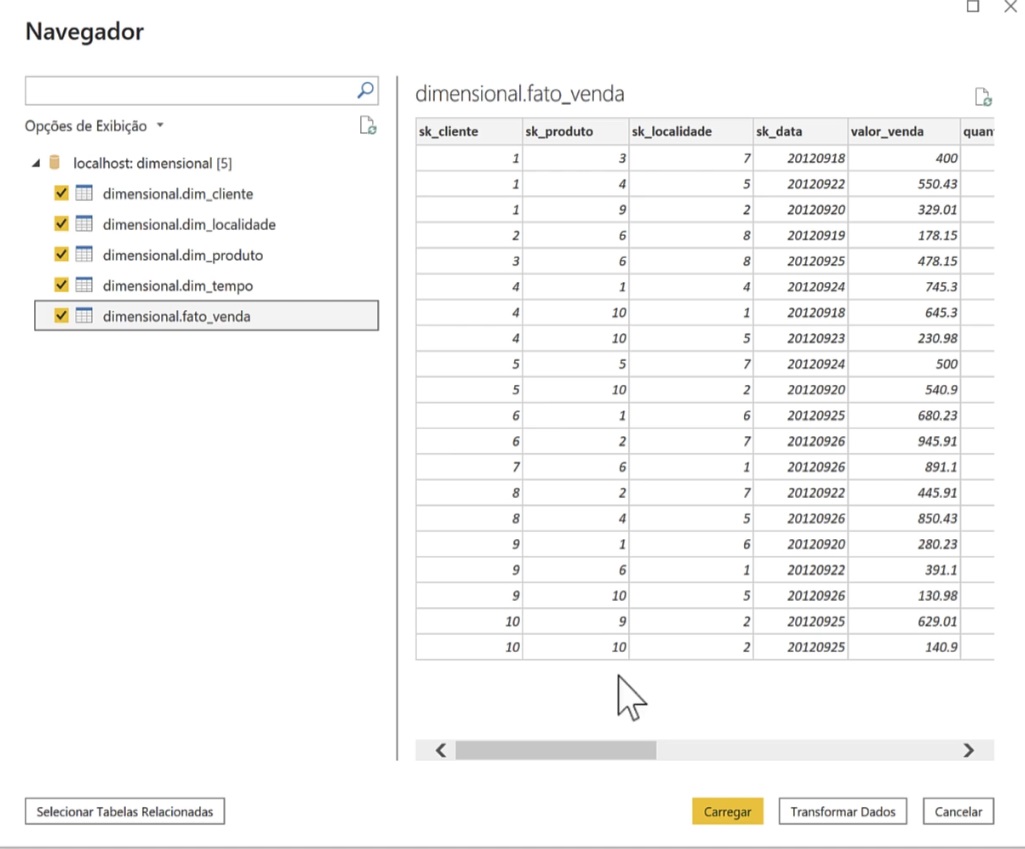 Navegador
Opções de Exibição
localhost: dimensional [5]
dimensional.dim_cliente
dimensional.dim_localidade
dimensional.dim_produto
dimensional.dim_tempo
dimensional.fato_venda
dimensional.fato_venda
sk_cliente sk_produto sk_localidade sk_data valor_venda quan
1 3 7 20120918 400
1 4 5 20120922 550.43
1 9 2 20120920 329.01
2 6 8 20120919 178.15
3 6 8 20120925 478.15
4 1 4 20120924 745.3
4 10 1 20120918 645.3
4 10 5 20120923 230.98
5 5 7 20120924 500
5 10 2 20120920 540.9
6 1 6 20120925 680.23
6 2 7 20120926 945.91
7 6 1 20120926 891.1
8 2 7 20120922 445.91
8 4 5 20120926 850.43
9 1 6 20120920 280.23
9 6 1 20120922 391.1
9 10 5 20120926 130.98
10 9 2 20120925 629.01
10 10 2 20120925 140.9
Selecionar Tabelas Relacionadas Carregar Transformar Dados Cancelar